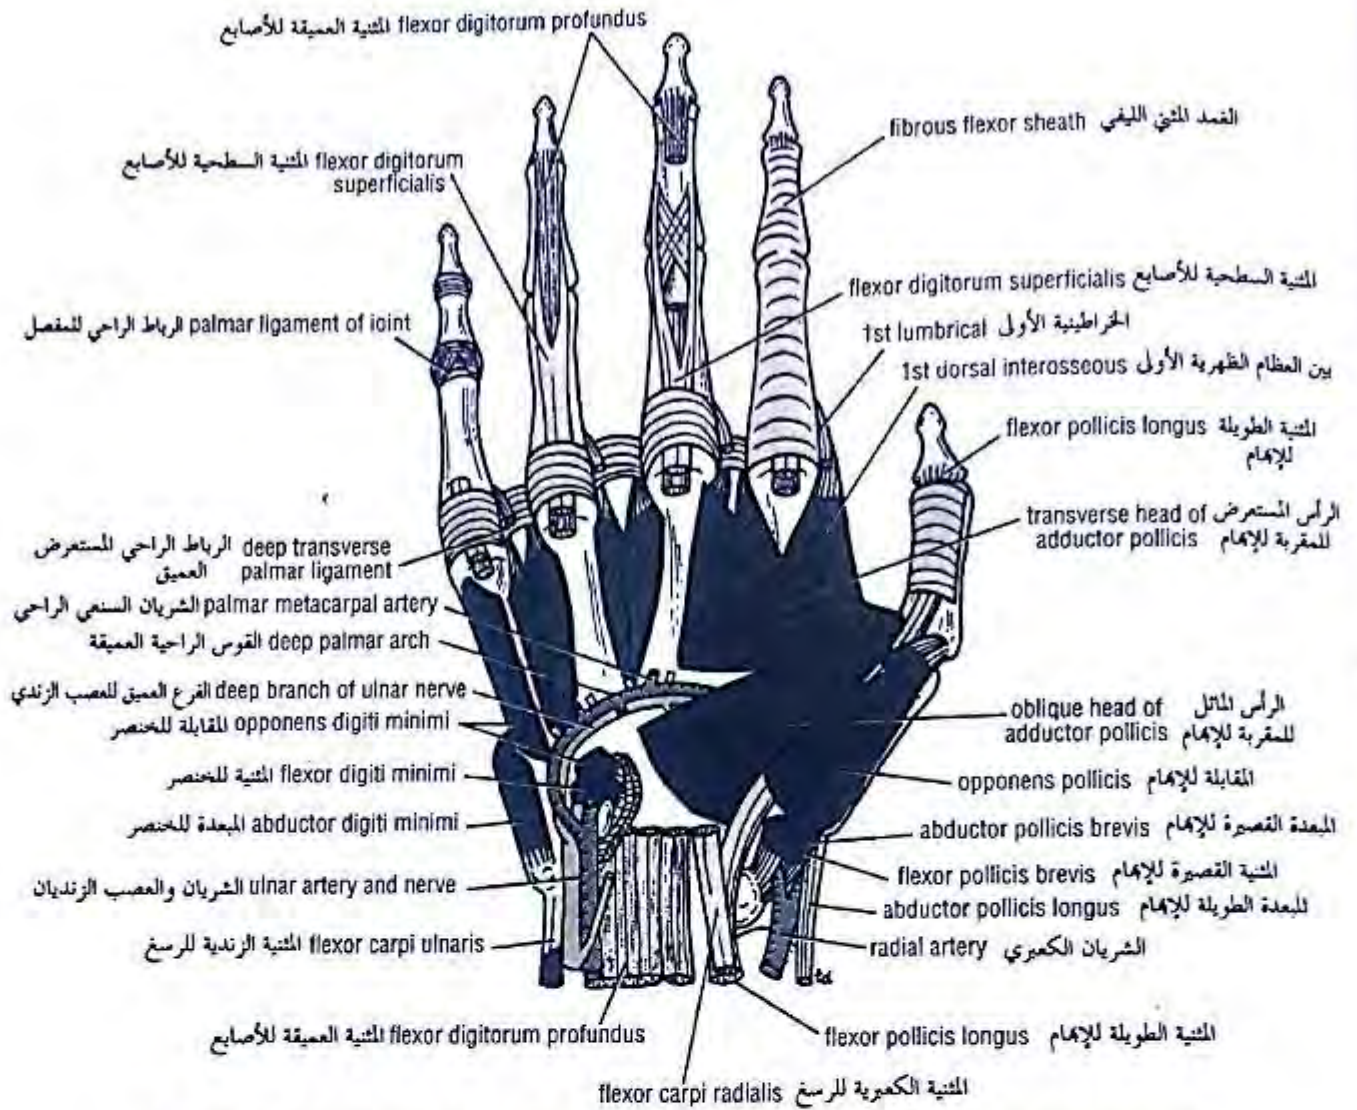 المثنية العميقة للأصابع flexor digitorum profundus
المثنية السطحية للأصابع flexor digitorum
superficialis
الرباط الراحي للمفصل palmar ligament of ioint
الرباط الراحي المستعرض deep transverse
العميق palmar ligament
الشريان السنعي الراحي palmar metacarpal artery
القوس الراحية العميقة deep palmar arch
الفرع العميق للعصب الزندي deep branch of ulnar nerve
المقابلة للخنصر opponens digiti minimi
المثنية للخنصر flexor digiti minimi
المبعدة للخنصر abductor digiti minimi
الشريان والعصب الزنديان ulnar artery and nerve
المثنية الزندية للرسغ flexor carpi ulnaris
المثنية العميقة للأصابع flexor digitorum profundus
fibrous flexor sheath الغمد المثني الليفي
flexor digitorum superficialis المثنية السطحية للأصابع
1st lumbrical الخراطينية الأولى
1st dorsal interosseous بين العظام الظهرية الأولى
flexor pollicis longus المثنية الطويلة
للإبهام
transverse head of الرأس المستعرض
adductor pollicis للمقربة للإبهام
oblique head of الرأس المائل
adductor pollicis للمقربة للإبهام
opponens pollicis المقابلة للإبهام
abductor pollicis brevis المبعدة القصيرة للإبهام
flexor pollicis brevis المثنية القصيرة للإبهام
abductor pollicis longus المبعدة الطويلة للإبهام
radial artery الشريان الكعبري
flexor pollicis longus المثنية الطويلة للإبهام
flexor carpi radialis المثنية الكعبرية للرسغ